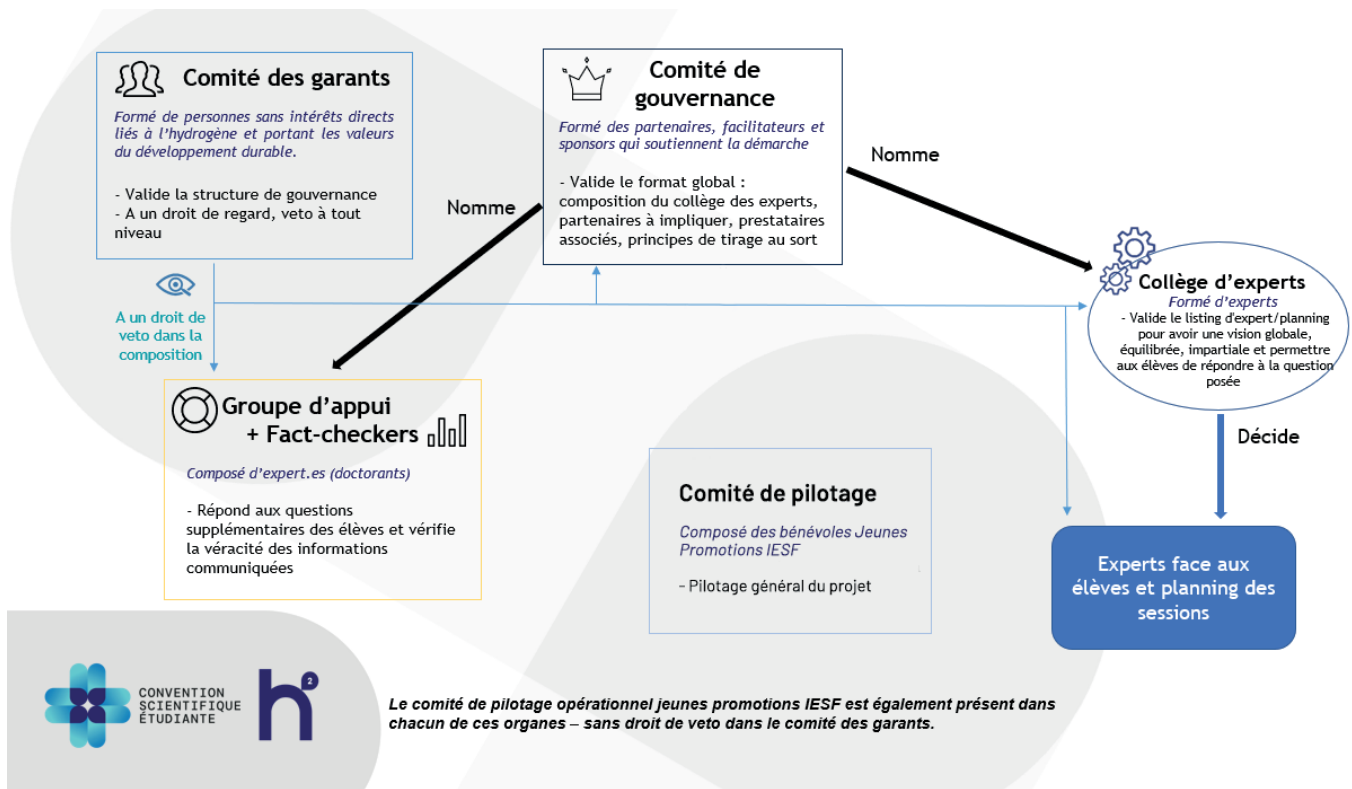 Comité des garants
Formé de personnes sans intérêts directs
liés à l'hydrogène et portant les valeurs
du développement durable.
- Valide la structure de gouvernance
- A un droit de regard, veto à tout
niveau
Comité de
gouvernance
Formé des partenaires, facilitateurs et
sponsors qui soutiennent la démarche
- Valide le format global :
composition du collège des experts,
partenaires à impliquer, prestataires
associés, principes de tirage au sort
Nomme
Nomme
A un droit de
veto dans la
composition
Collège d'experts
Formé d'experts
- Valide le listing d'expert/planning
pour avoir une vision globale,
équilibrée, impartiale et permettre
aux élèves de répondre à la question
posée
Groupe d'appui
+ Fact-checkers
Composé d'expert.es (doctorants)
- Répond aux questions
supplémentaires des élèves et vérifie
la véracité des informations
communiquées
Comité de pilotage
Composé des bénévoles Jeunes
Promotions IESF
- Pilotage général du projet
Décide
Experts face aux
élèves et planning des
sessions
CONVENTION
SCIENTIFIQUE
ÉTUDIANTE
h²
Le comité de pilotage opérationnel jeunes promotions IESF est également présent dans
chacun de ces organes – sans droit de veto dans le comité des garants.